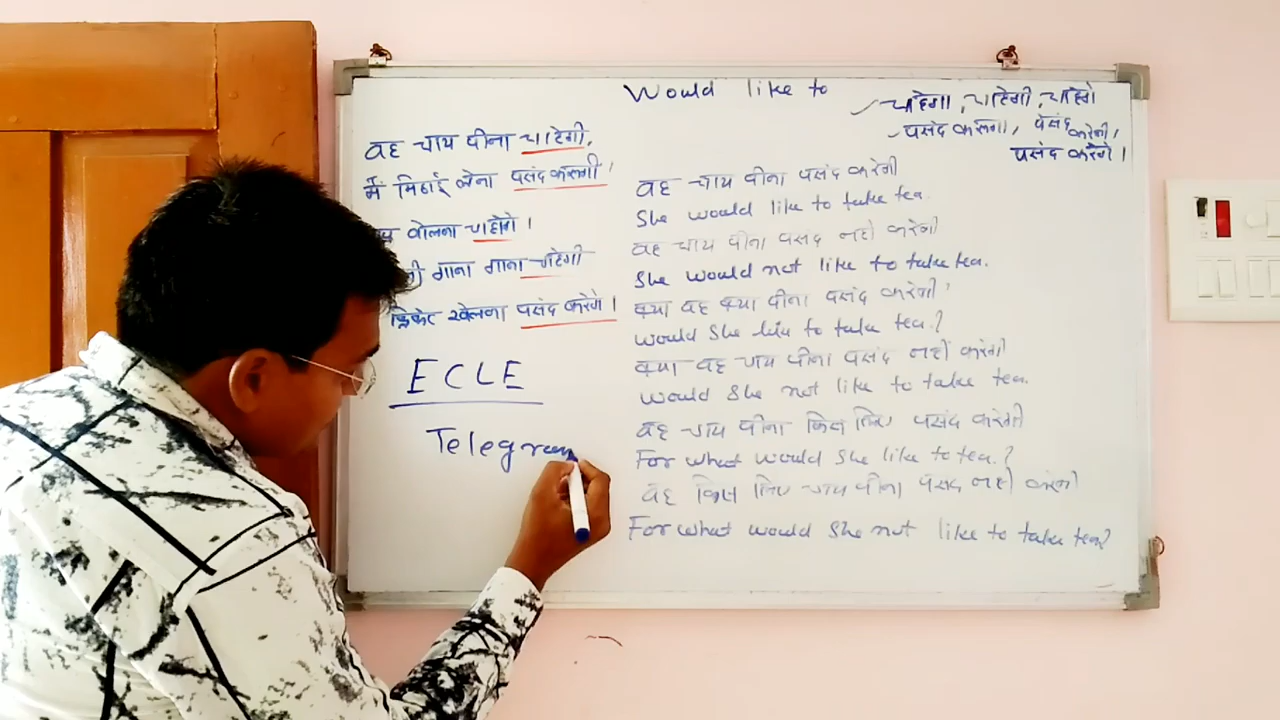 Would like to
चाहेगा, चाहेगी, चाहेंगे
पसंद करूंगा, पसंद करेगी,
पसंद करेंगे।
वह चाय पीना चाहेगी,
मैं मिठाई लेना पसंद करूंगी।
बोलना चाहोगे।
गाना गाना चाहेगी
क्रिकेट खेलना पसंद करेंगे।
ECLE
Telegram
वह चाय पीना पसंद करेगी
She would like to take tea.
वह चाय पीना पसंद नहीं करेगी
She would not like to take tea.
क्या वह क्या पीना पसंद करेगी।
Would She like to take tea?
क्या वह चाय पीना पसंद नहीं करेगी
Would She not like to take tea.
वह चाय पीना किस लिए पसंद करेगी
For what would She like to tea.?
वह किस लिए चाय पीना पसंद नहीं करेगी
For what would She not like to take tea?